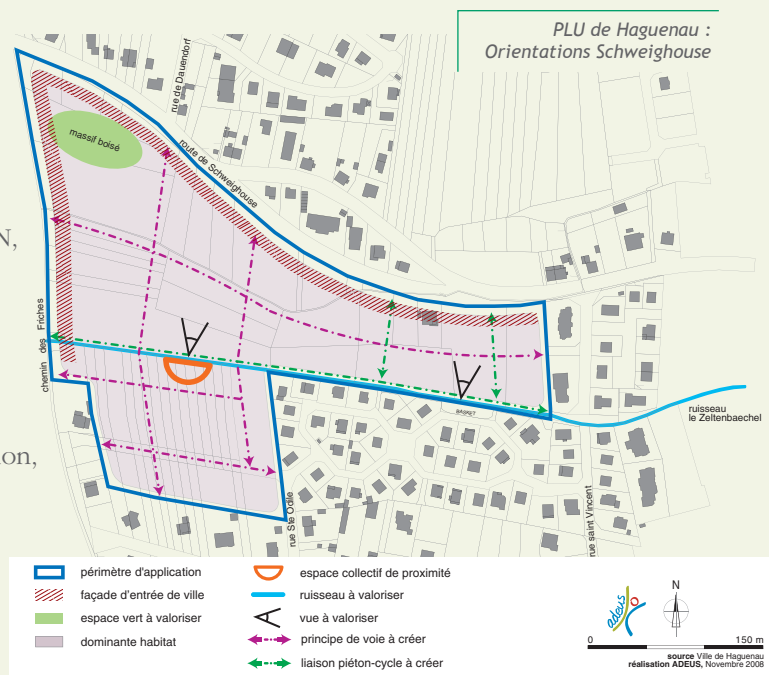 PLU de Haguenau :
Orientations Schweighouse
rue de Dauendorf
massif boisé
route de Schweighouse
N,
chemin des Friches
BASKET
ruisseau
le Zeltenbaechel
on,
rue Ste Odile
rue saint Vincent
périmètre d'application
façade d'entrée de ville
espace vert à valoriser
dominante habitat
espace collectif de proximité
ruisseau à valoriser
vue à valoriser
principe de voie à créer
liaison piéton-cycle à créer
adeus
N
0 150 m
source Ville de Haguenau
réalisation ADEUS, Novembre 2008